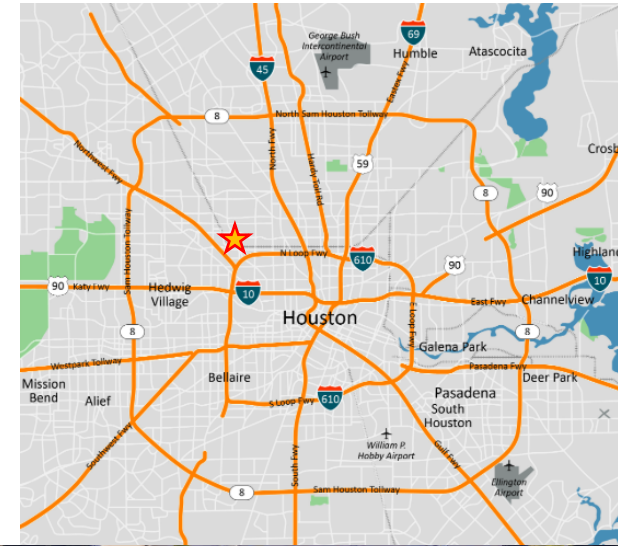 George Bush
Intercontinental
Airport
69
Humble
Atascocita
45
8
North Sam Houston Tollway
Eastex Fwy
North Fwy
Hardy Toll Rd
59
Northwest Fwy
Crosb
8
90
Sam Houston Tollway
N Loop Fwy
610
90
Highland
10
90
Katy Fwy
Hedwig
Village
10
East Fwy
Channelview
Houston
E Loop Fwy
8
8
Galena Park
Westpark Tollway
Pasadena Fwy
Deer Park
Mission
Bend
Alief
Bellaire
S Loop Fwy
610
Pasadena
South
Houston
Southwest Fwy
South Fwy
William P.
Hobby Airport
Gulf Fwy
Ellington
Airport
8
Sam Houston Tollway